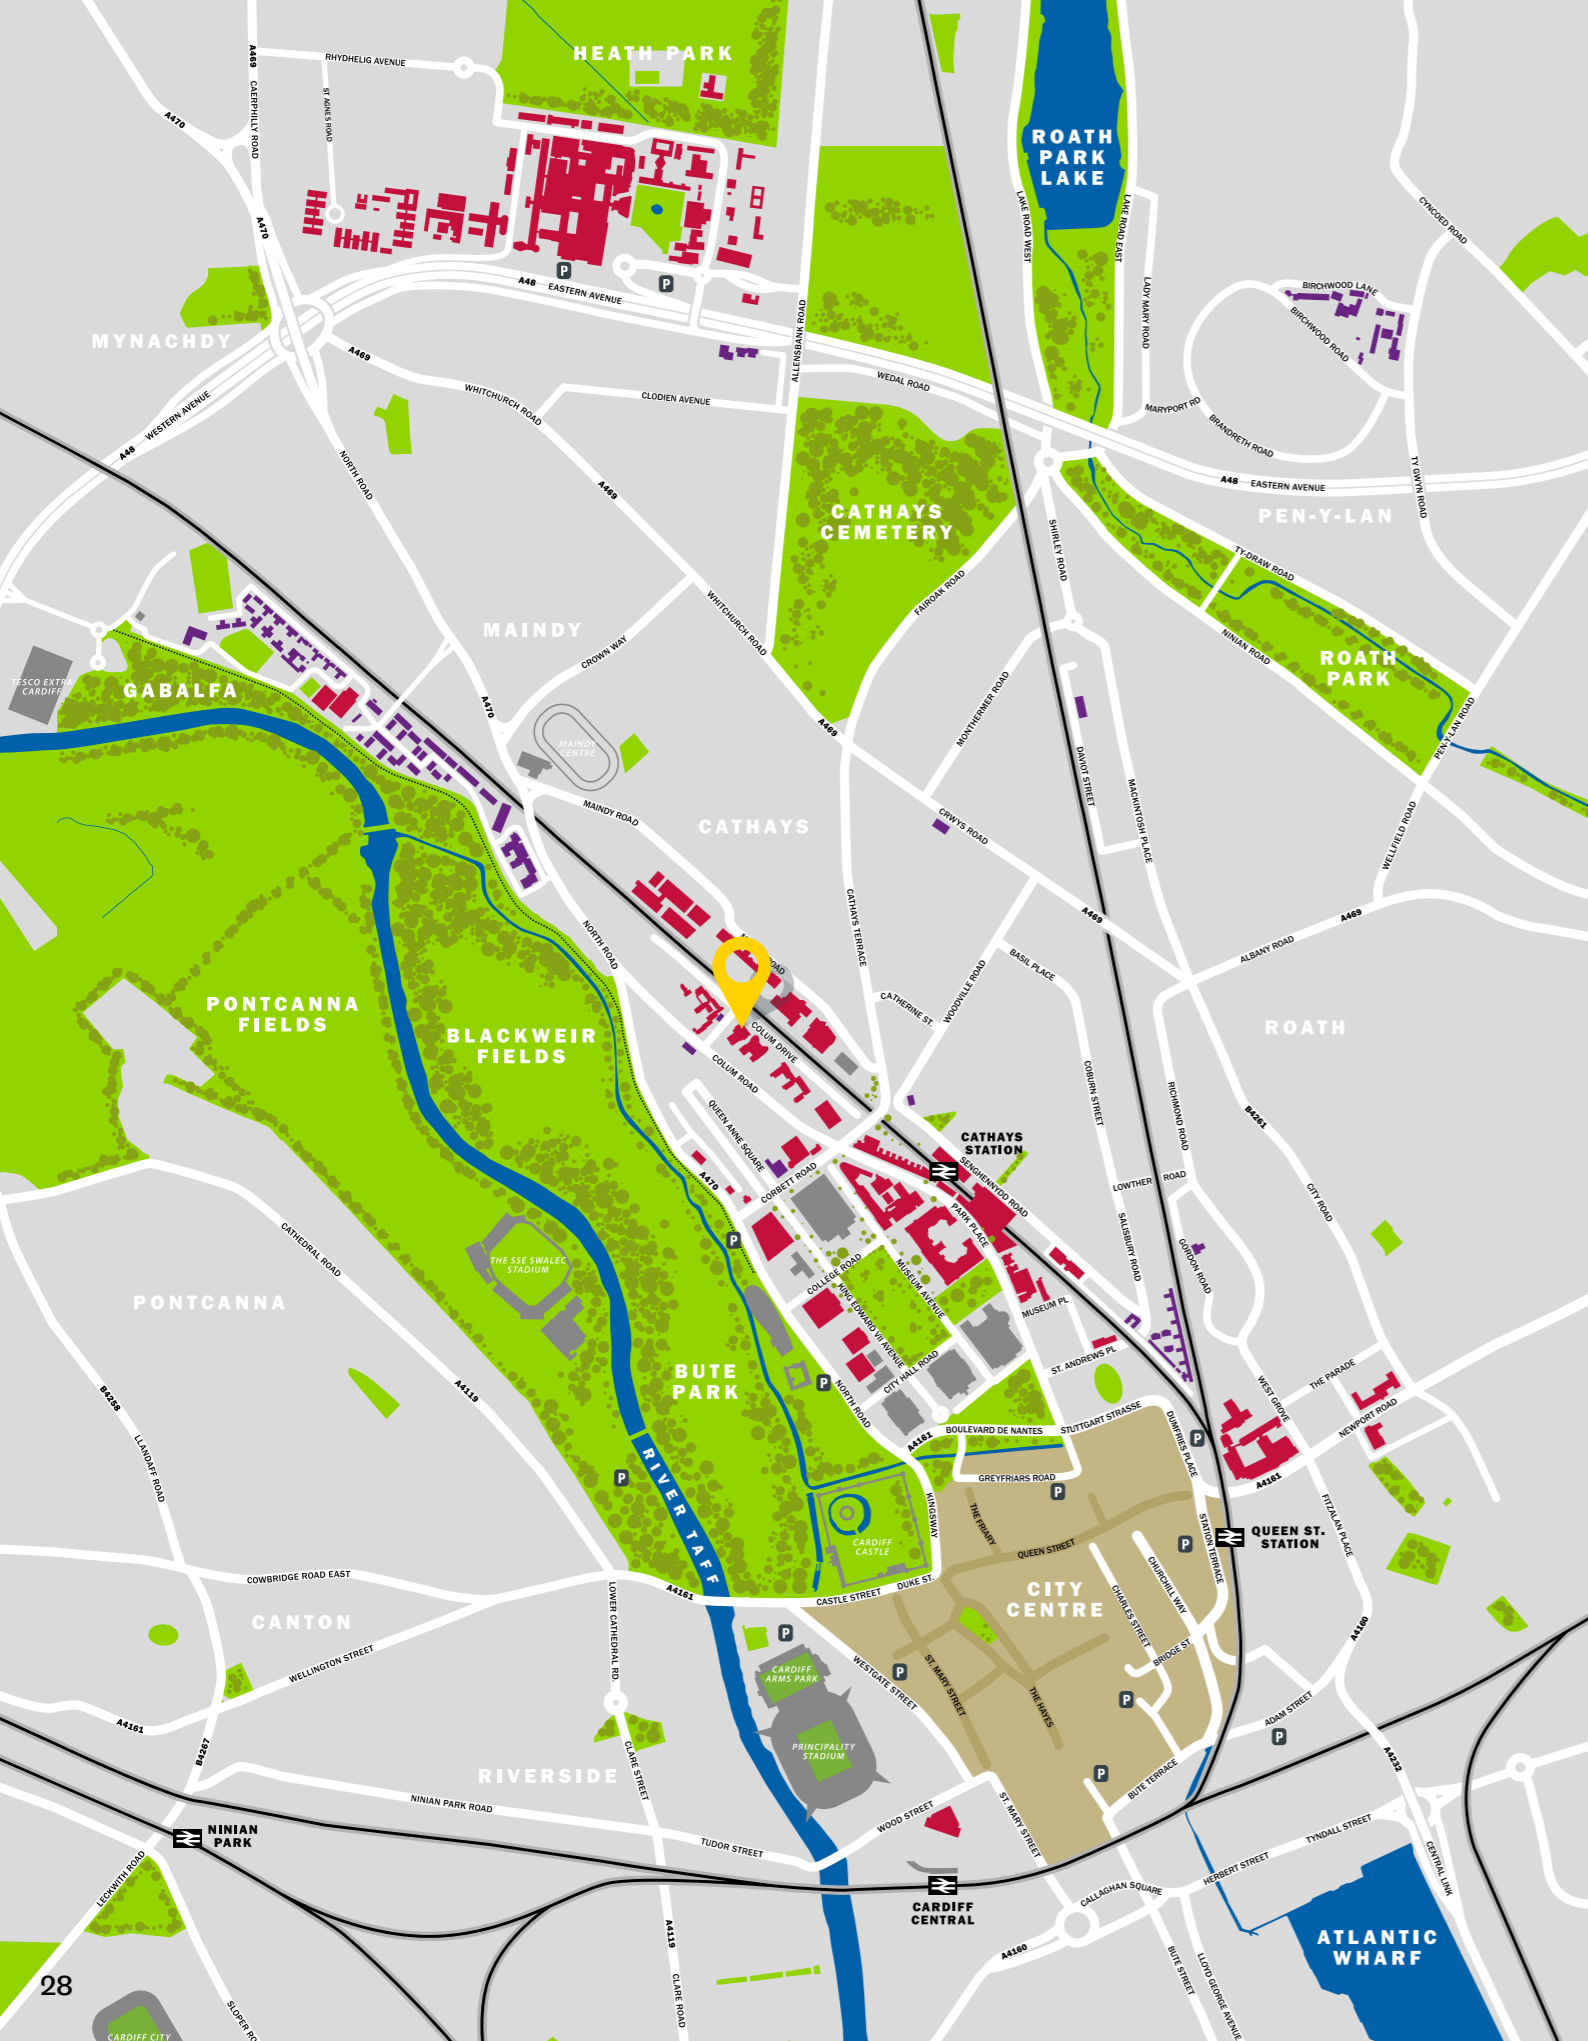 HEATH PARK
RHYDHELIG AVENUE
A469
CAERPHILLY ROAD
ST AGNES ROAD
A470
A470
ROATH
PARK
LAKE
LAKE ROAD WEST
LAKE ROAD EAST
LADY MARY ROAD
CYNCOED ROAD
BIRCHWOOD LANE
BIRCHWOOD ROAD
P
P
A48
EASTERN AVENUE
ALLENSBANK ROAD
MYNACHDY
A469
WHITCHURCH ROAD
CLODIEN AVENUE
WEDAL ROAD
MARYPORT RD
BRANDRETH ROAD
WESTERN AVENUE
A48
NORTH ROAD
A469
CATHAYS
CEMETERY
A48
EASTERN AVENUE
TY GWYN ROAD
PEN-Y-LAN
SHIRLEY ROAD
TY-DRAW ROAD
FAIROAK ROAD
WHITCHURCH ROAD
MAINDY
CROWN WAY
NINIAN ROAD
ROATH
PARK
TESCO EXTRA
CARDIFF
GABALFA
A470
MAINDY
CENTRE
A469
MONTHERMER ROAD
PEN-Y-LAN ROAD
DAVIOT STREET
MACKINTOSH PLACE
MAINDY ROAD
CATHAYS
CRWYS ROAD
WELLFIELD ROAD
CATHAYS TERRACE
A469
A469
ALBANY ROAD
NORTH ROAD
ROAD
BASIL PLACE
WOODVILLE ROAD
CATHERINE ST.
PONTCANNA
FIELDS
BLACKWEIR
FIELDS
COLUM DRIVE
COLUM ROAD
ROATH
COBURN STREET
RICHMOND ROAD
B4261
QUEEN ANNE SQUARE
CATHAYS
STATION
SENGHENNYDD ROAD
A470
CORBETT ROAD
LOWTHER ROAD
CITY ROAD
PARK PLACE
SALISBURY ROAD
GORDON ROAD
P
CATHEDRAL ROAD
THE SSE SWALEC
STADIUM
COLLEGE ROAD
MUSEUM AVENUE
KING EDWARD VII AVENUE
MUSEUM PL
PONTCANNA
BUTE
PARK
P
CITY HALL ROAD
ST. ANDREWS PL
THE PARADE
WEST GROVE
NEWPORT ROAD
B4258
A4119
NORTH ROAD
A4161
BOULEVARD DE NANTES
STUTTGART STRASSE
DUMFRIES PLACE
P
LLANDAFF ROAD
RIVER TAFF
P
GREYFRIARS ROAD
P
A4161
KINGSWAY
THE FRIARY
CARDIFF
CASTLE
QUEEN STREET
P
STATION TERRACE
QUEEN ST.
STATION
FITZALAN PLACE
COWBRIDGE ROAD EAST
A4161
CASTLE STREET
DUKE ST.
CITY
CENTRE
CHARLES STREET
CHURCHILL WAY
BRIDGE ST
A4160
CANTON
LOWER CATHEDRAL RD.
WELLINGTON STREET
P
CARDIFF
ARMS PARK
WESTGATE STREET
P
ST. MARY STREET
THE HAYES
P
ADAM STREET
P
A4161
B4267
PRINCIPALITY
STADIUM
CLARE STREET
RIVERSIDE
P
BUTE TERRACE
A4232
NINIAN PARK ROAD
WOOD STREET
ST. MARY STREET
TUDOR STREET
TYNDALL STREET
HERBERT STREET
CENTRAL LINK
NINIAN
PARK
LECKWITH ROAD
CALLAGHAN SQUARE
CARDIFF
CENTRAL
A4160
A4119
CLARE ROAD
BUTE STREET
LLOYD GEORGE AVENUE
ATLANTIC
WHARF
28
SLOPER RO
CARDIFF CITY